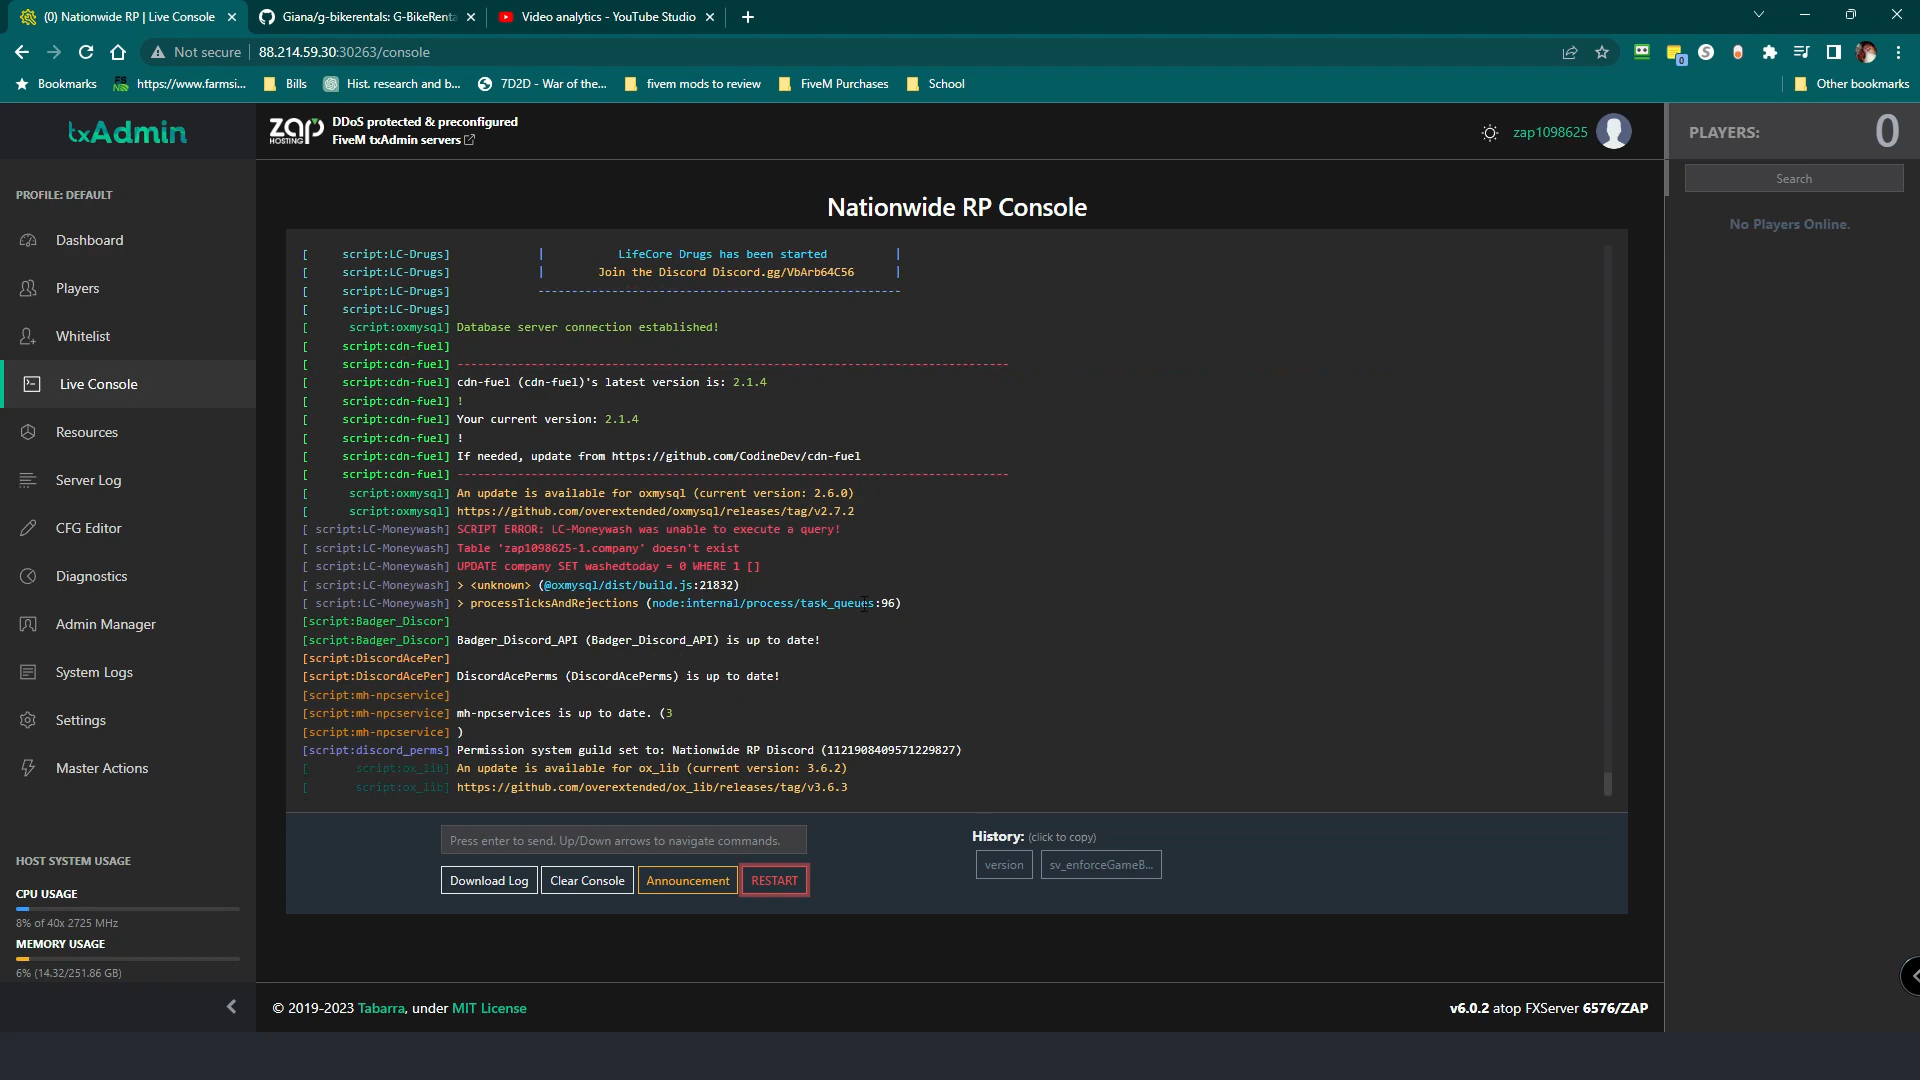 (0) Nationwide RP | Live Console
Giana/g-bikerentals: G-BikeRenta
Video analytics - YouTube Studio
Not secure
88.214.59.30:30263/console
Bookmarks
https://www.farmsi...
Bills
Hist. research and b...
7D2D - War of the...
fivem mods to review
FiveM Purchases
School
Other bookmarks
txAdmin
ZAP HOSTING
DDoS protected & preconfigured
FiveM txAdmin servers
zap1098625
PLAYERS: 0
Search
No Players Online.
PROFILE: DEFAULT
Dashboard
Players
Whitelist
Live Console
Resources
Server Log
CFG Editor
Diagnostics
Admin Manager
System Logs
Settings
Master Actions
HOST SYSTEM USAGE
CPU USAGE
8% of 40x 2725 MHz
MEMORY USAGE
6% (14.32/251.86 GB)
Nationwide RP Console
[ script:LC-Drugs] | LifeCore Drugs has been started |
[ script:LC-Drugs] | Join the Discord Discord.gg/VbArb64C56 |
[ script:LC-Drugs] ------------------------------------------------------
[ script:LC-Drugs]
[ script:oxmysql] Database server connection established!
[ script:cdn-fuel]
[ script:cdn-fuel] ----------------------------------------------------------------------------------
[ script:cdn-fuel] cdn-fuel (cdn-fuel)'s latest version is: 2.1.4
[ script:cdn-fuel] !
[ script:cdn-fuel] Your current version: 2.1.4
[ script:cdn-fuel] !
[ script:cdn-fuel] If needed, update from https://github.com/CodineDev/cdn-fuel
[ script:cdn-fuel] ----------------------------------------------------------------------------------
[ script:oxmysql] An update is available for oxmysql (current version: 2.6.0)
[ script:oxmysql] https://github.com/overextended/oxmysql/releases/tag/v2.7.2
[ script:LC-Moneywash] SCRIPT ERROR: LC-Moneywash was unable to execute a query!
[ script:LC-Moneywash] Table 'zap1098625-1.company' doesn't exist
[ script:LC-Moneywash] UPDATE company SET washedtoday = 0 WHERE 1 []
[ script:LC-Moneywash] > <unknown> (@oxmysql/dist/build.js:21832)
[ script:LC-Moneywash] > processTicksAndRejections (node:internal/process/task_queues:96)
[script:Badger_Discor]
[script:Badger_Discor] Badger_Discord_API (Badger_Discord_API) is up to date!
[script:DiscordAcePer]
[script:DiscordAcePer] DiscordAcePerms (DiscordAcePerms) is up to date!
[script:mh-npcservice]
[script:mh-npcservice] mh-npcservices is up to date. (3
[script:mh-npcservice] )
[script:discord_perms] Permission system guild set to: Nationwide RP Discord (1121908409571229827)
[ script:ox_lib] An update is available for ox_lib (current version: 3.6.2)
[ script:ox_lib] https://github.com/overextended/ox_lib/releases/tag/v3.6.3
Press enter to send. Up/Down arrows to navigate commands.
Download Log
Clear Console
Announcement
RESTART
History: (click to copy)
version
sv_enforceGameB...
© 2019-2023 Tabarra, under MIT License
v6.0.2 atop FXServer 6576/ZAP